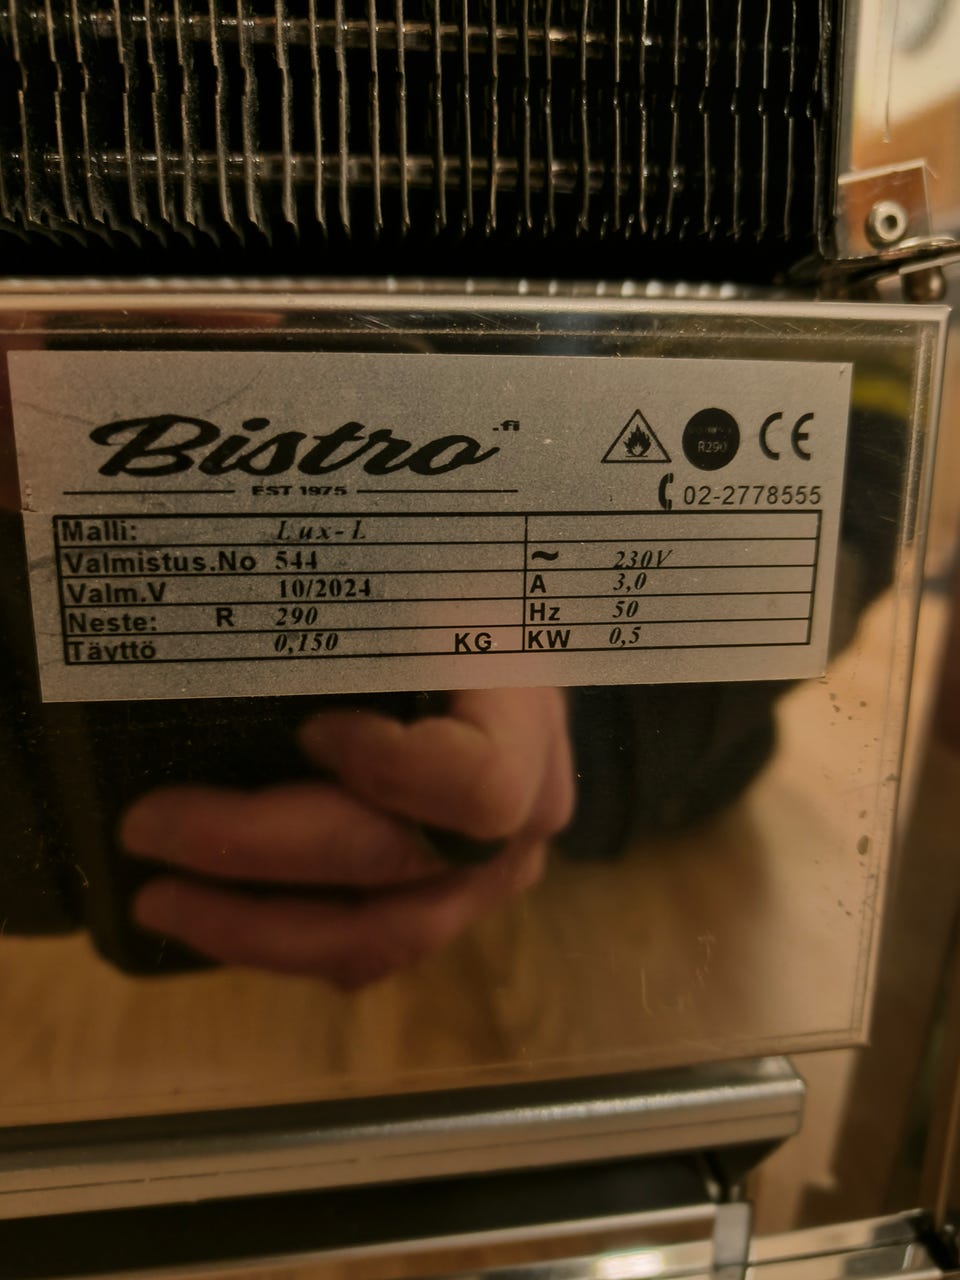 Bistro.fi
EST 1975
R290
CE
02-2778555
Malli: Lux-L
Valmistus.No 544 ~ 230V
Valm.V 10/2024 A 3,0
Neste: R 290 Hz 50
Täyttö 0,150 KG KW 0,5